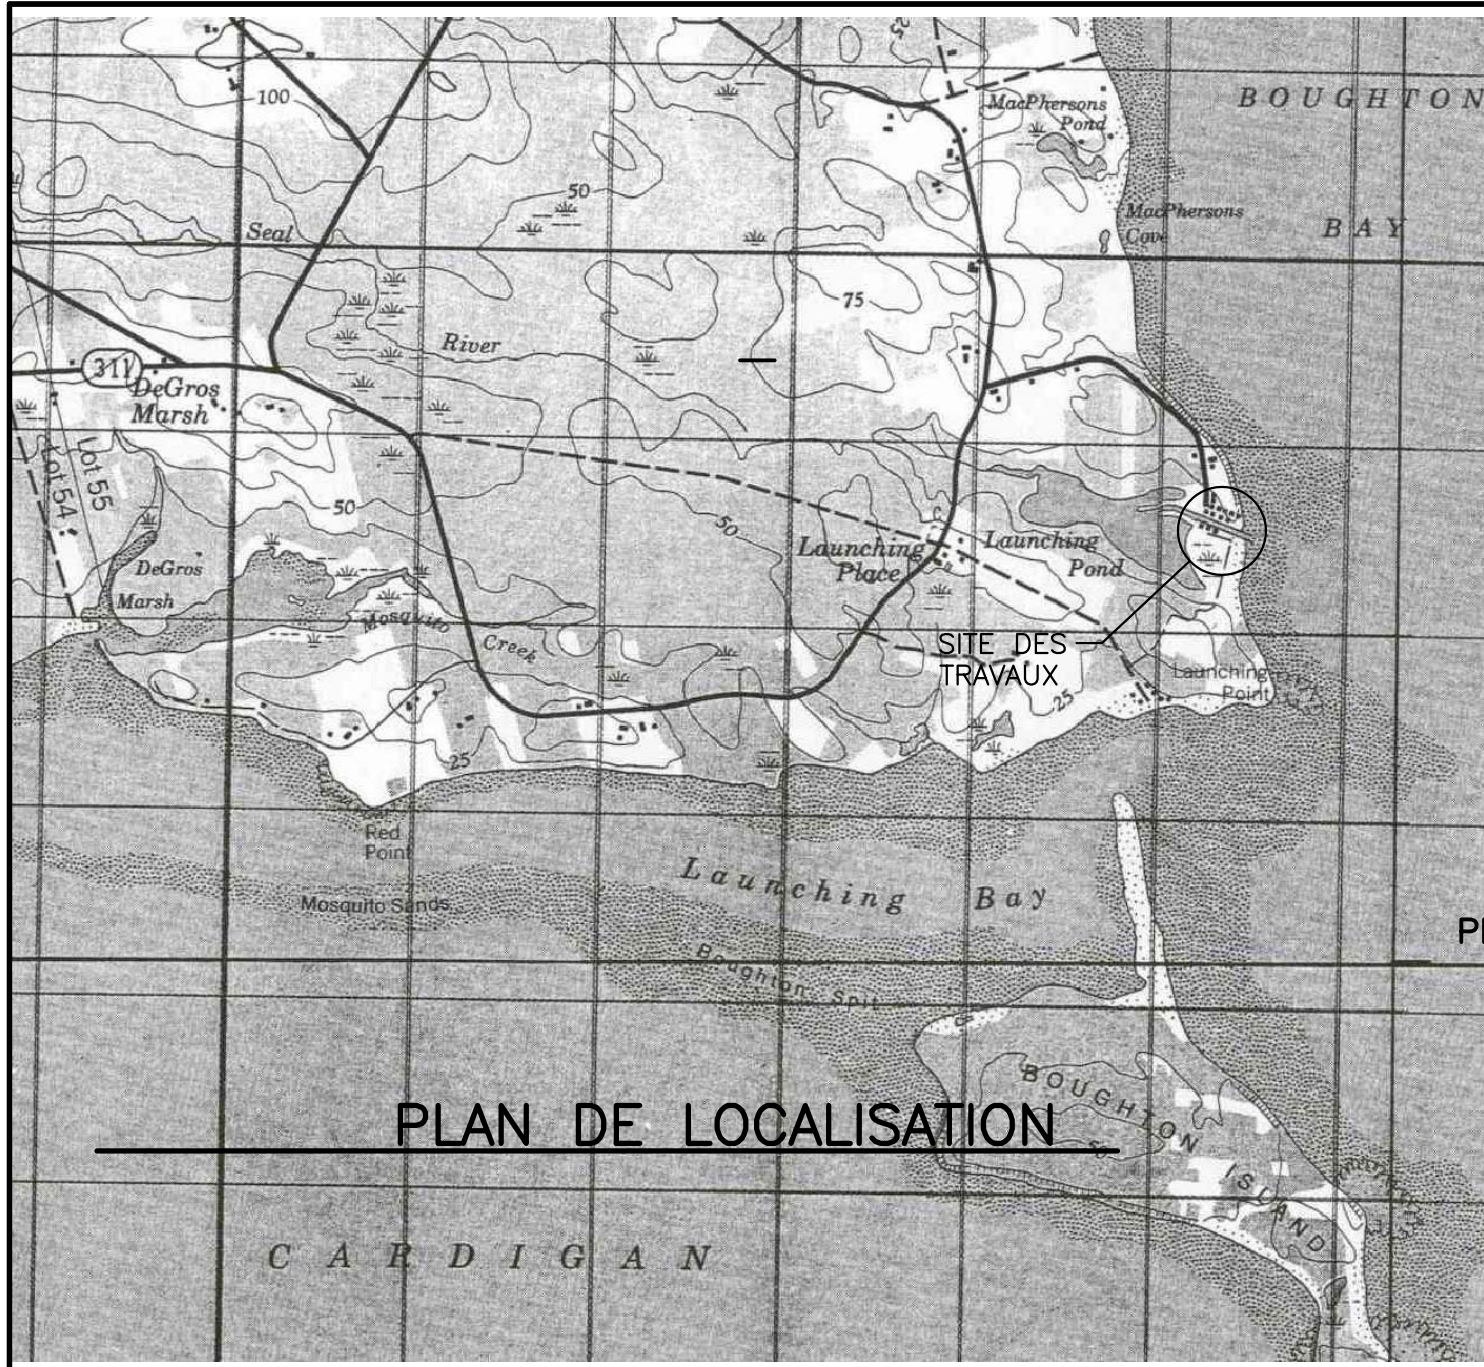 25
100
MacPhersons
Pond
BOUGHTON
50
MacPhersons
Cove
BAY
Seal
75
River
311
DeGros
Marsh
Lot 55
Lot 54
50
50
Launching
Place
Launching
Pond
DeGros
Marsh
Mosquito
Creek
SITE DES
TRAVAUX
Launching
Point
25
25
Red
Point
Launching Bay
Mosquito Sands
Boughton Spit
BOUGHTON ISLAND
PLAN DE LOCALISATION
50
CARDIGAN